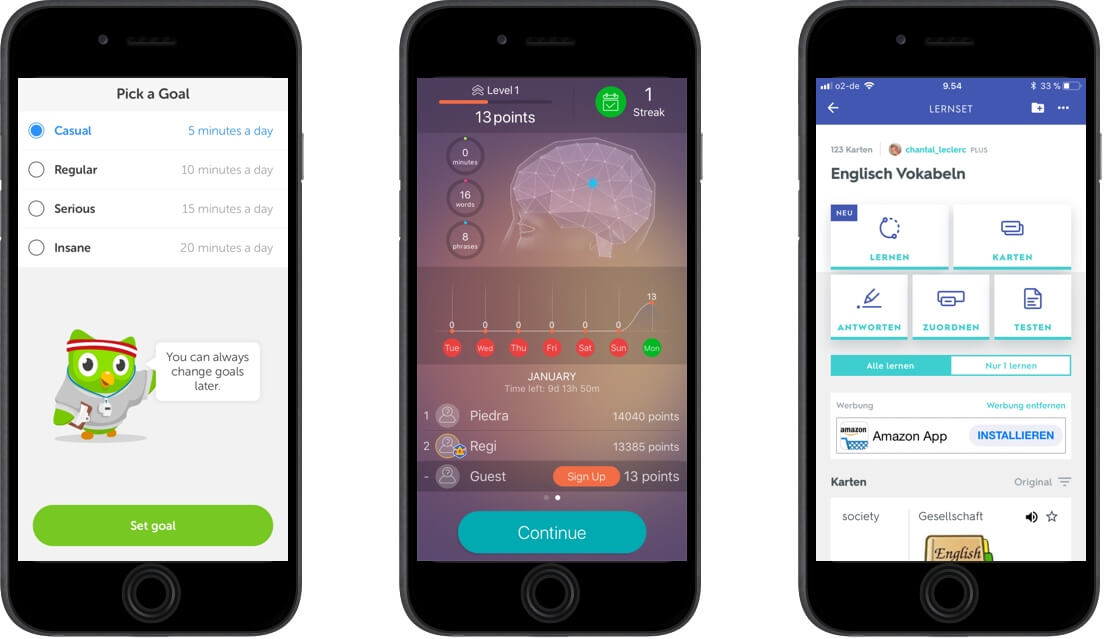 Pick a Goal
Casual 5 minutes a day
Regular 10 minutes a day
Serious 15 minutes a day
Insane 20 minutes a day
You can always
change goals
later.
Set goal
Level 1
13 points
1
Streak
0
minutes
16
words
8
phrases
13
0 0 0 0 0 0
Tue Wed Thu Fri Sat Sun Mon
JANUARY
Time left: 9d 13h 50m
1 Piedra 14040 points
2 Regi 13385 points
- Guest Sign Up 13 points
Continue
o2-de 9.54 33 %
LERNSET
123 Karten chantal_leclerc PLUS
Englisch Vokabeln
NEU
LERNEN KARTEN
ANTWORTEN ZUORDNEN TESTEN
Alle lernen Nur 1 lernen
Werbung Werbung entfernen
amazon Amazon App INSTALLIEREN
Karten Original
society Gesellschaft
English